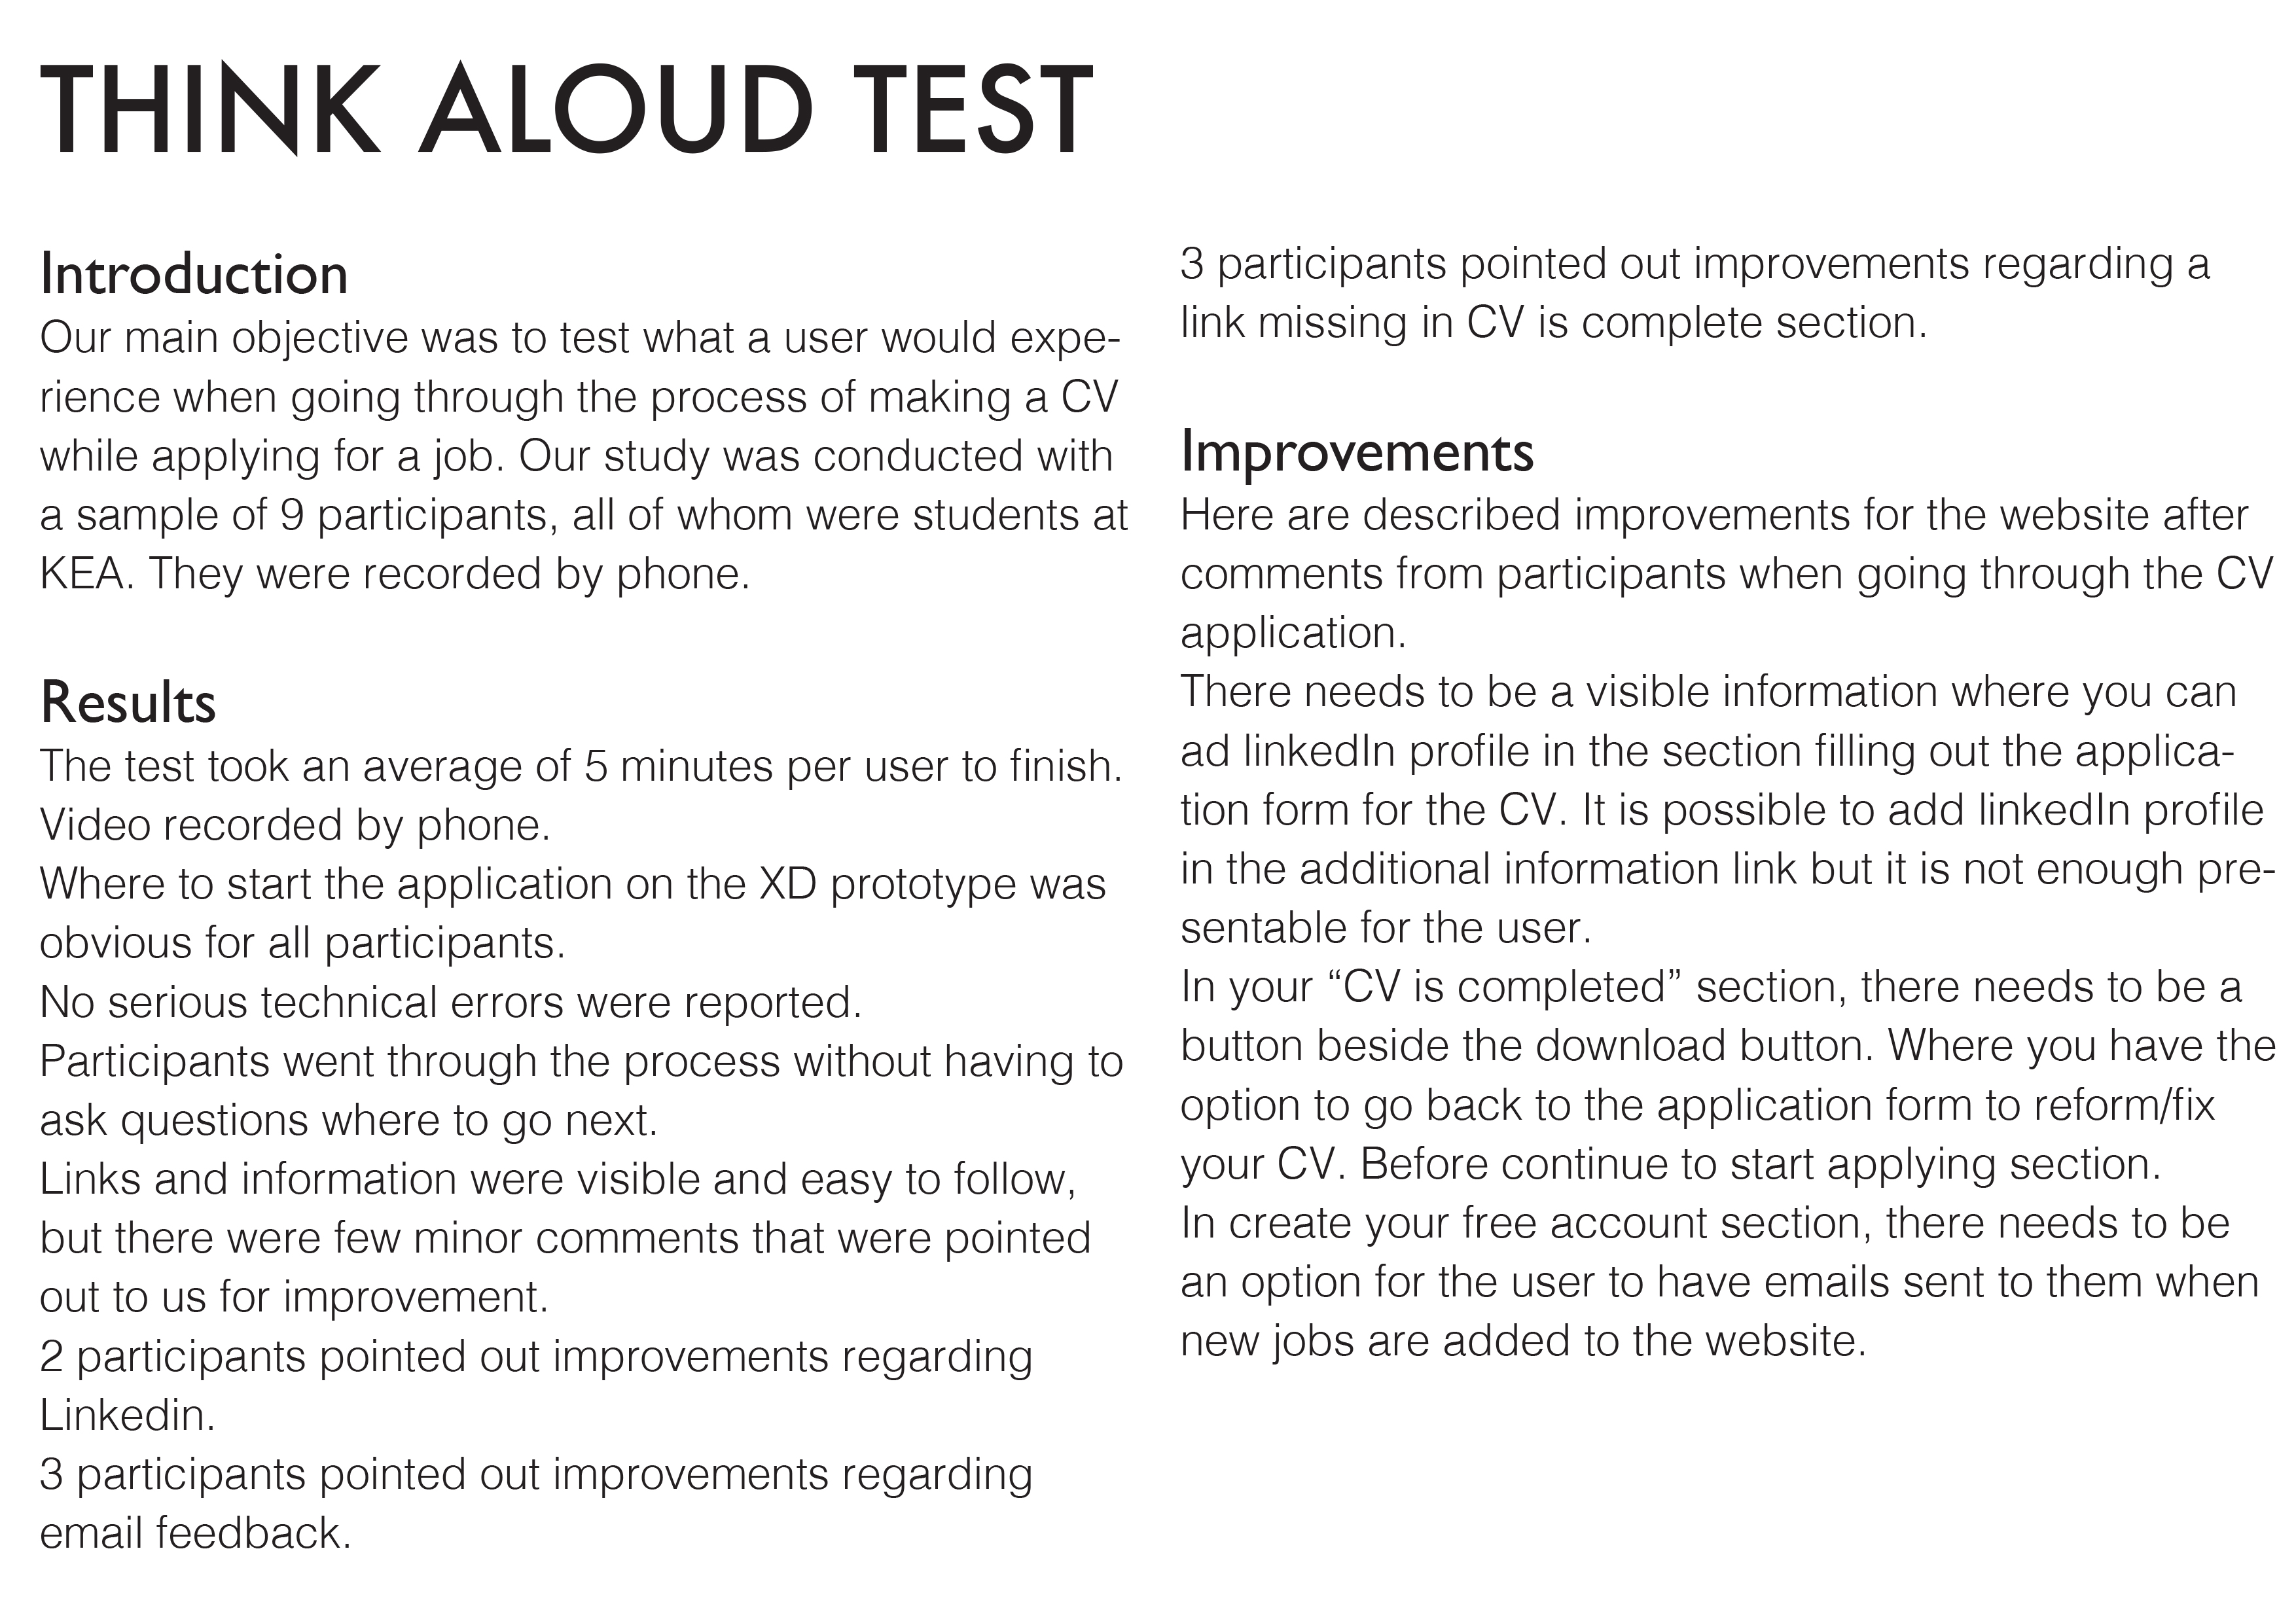 THINK ALOUD TEST
Introduction
Our main objective was to test what a user would expe-
rience when going through the process of making a CV
while applying for a job. Our study was conducted with
a sample of 9 participants, all of whom were students at
KEA. They were recorded by phone.
Results
The test took an average of 5 minutes per user to finish.
Video recorded by phone.
Where to start the application on the XD prototype was
obvious for all participants.
No serious technical errors were reported.
Participants went through the process without having to
ask questions where to go next.
Links and information were visible and easy to follow,
but there were few minor comments that were pointed
out to us for improvement.
2 participants pointed out improvements regarding
Linkedin.
3 participants pointed out improvements regarding
email feedback.
3 participants pointed out improvements regarding a
link missing in CV is complete section.
Improvements
Here are described improvements for the website after
comments from participants when going through the CV
application.
There needs to be a visible information where you can
ad linkedIn profile in the section filling out the applica-
tion form for the CV. It is possible to add linkedIn profile
in the additional information link but it is not enough pre-
sentable for the user.
In your “CV is completed” section, there needs to be a
button beside the download button. Where you have the
option to go back to the application form to reform/fix
your CV. Before continue to start applying section.
In create your free account section, there needs to be
an option for the user to have emails sent to them when
new jobs are added to the website.